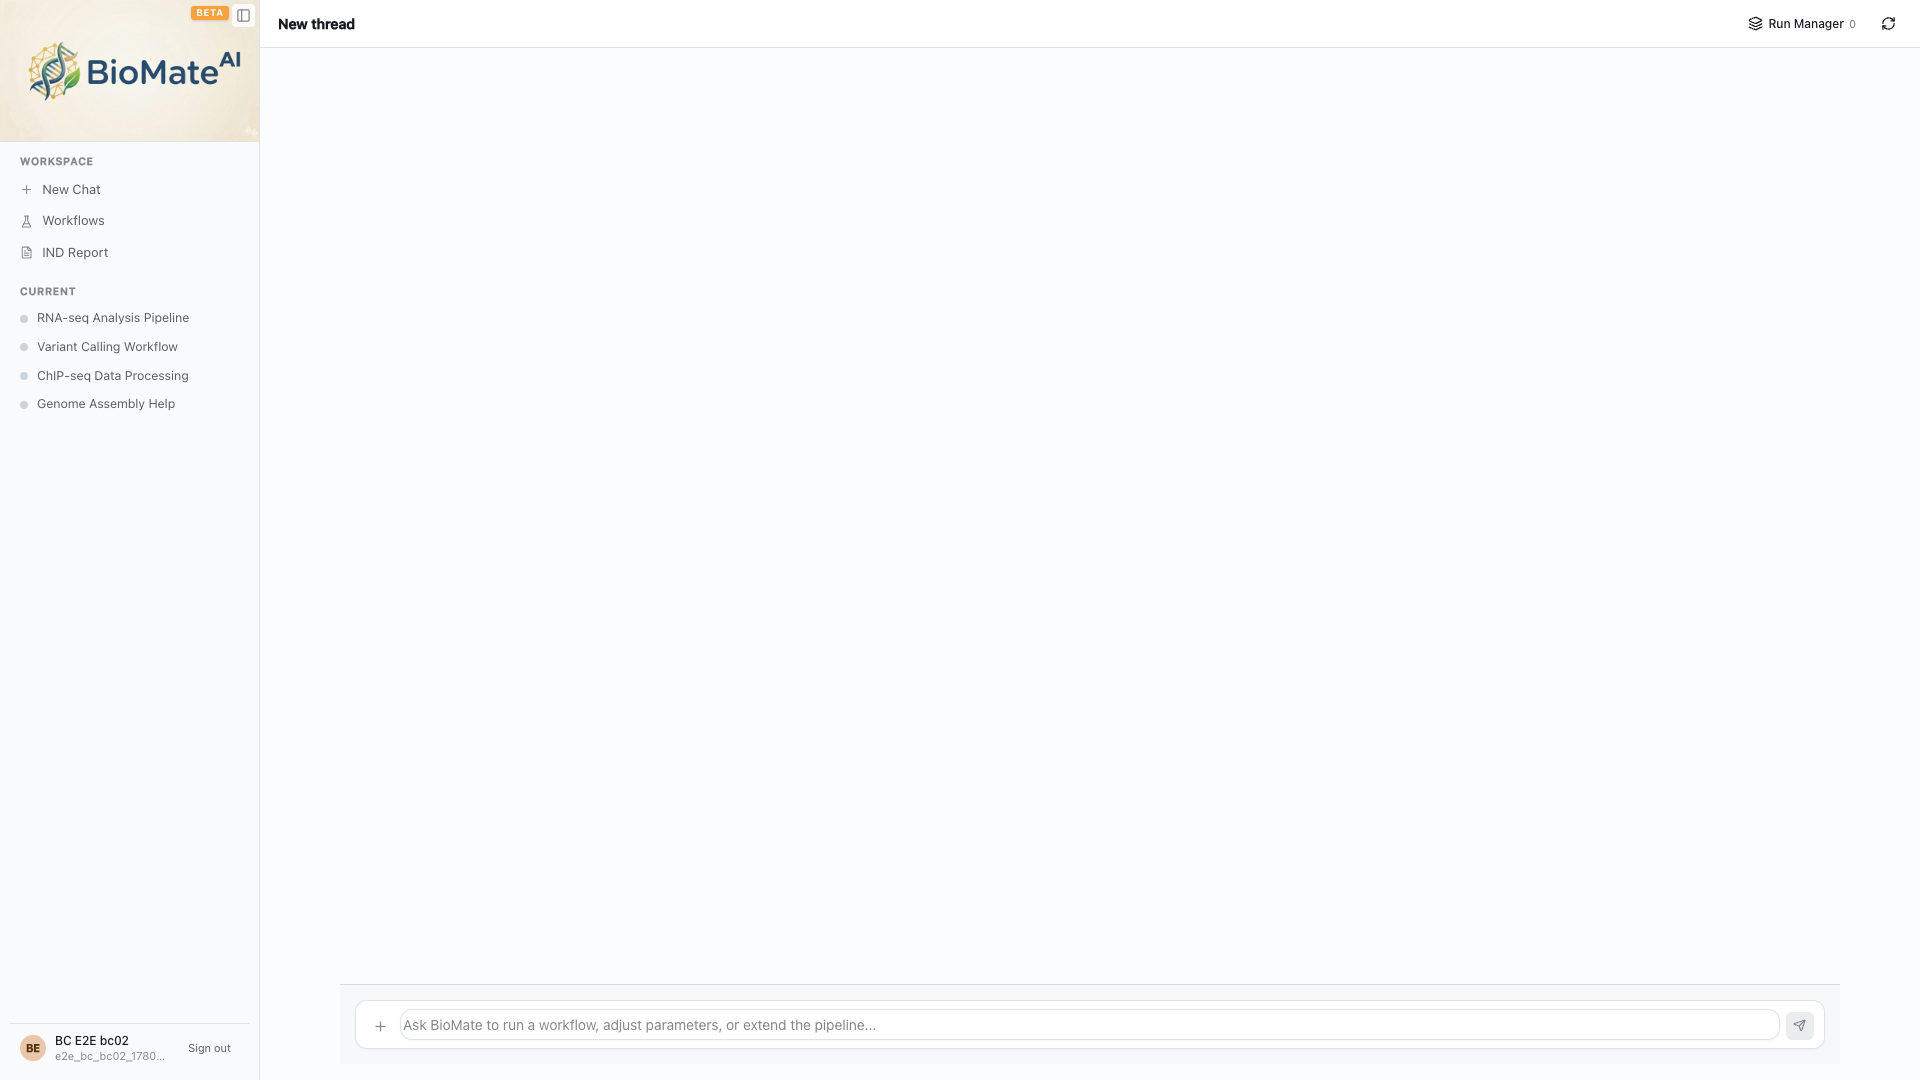 BETA
BioMate AI
New thread
Run Manager 0
WORKSPACE
New Chat
Workflows
IND Report
CURRENT
RNA-seq Analysis Pipeline
Variant Calling Workflow
ChIP-seq Data Processing
Genome Assembly Help
Ask BioMate to run a workflow, adjust parameters, or extend the pipeline...
BE
BC E2E bc02
e2e_bc_bc02_1780...
Sign out